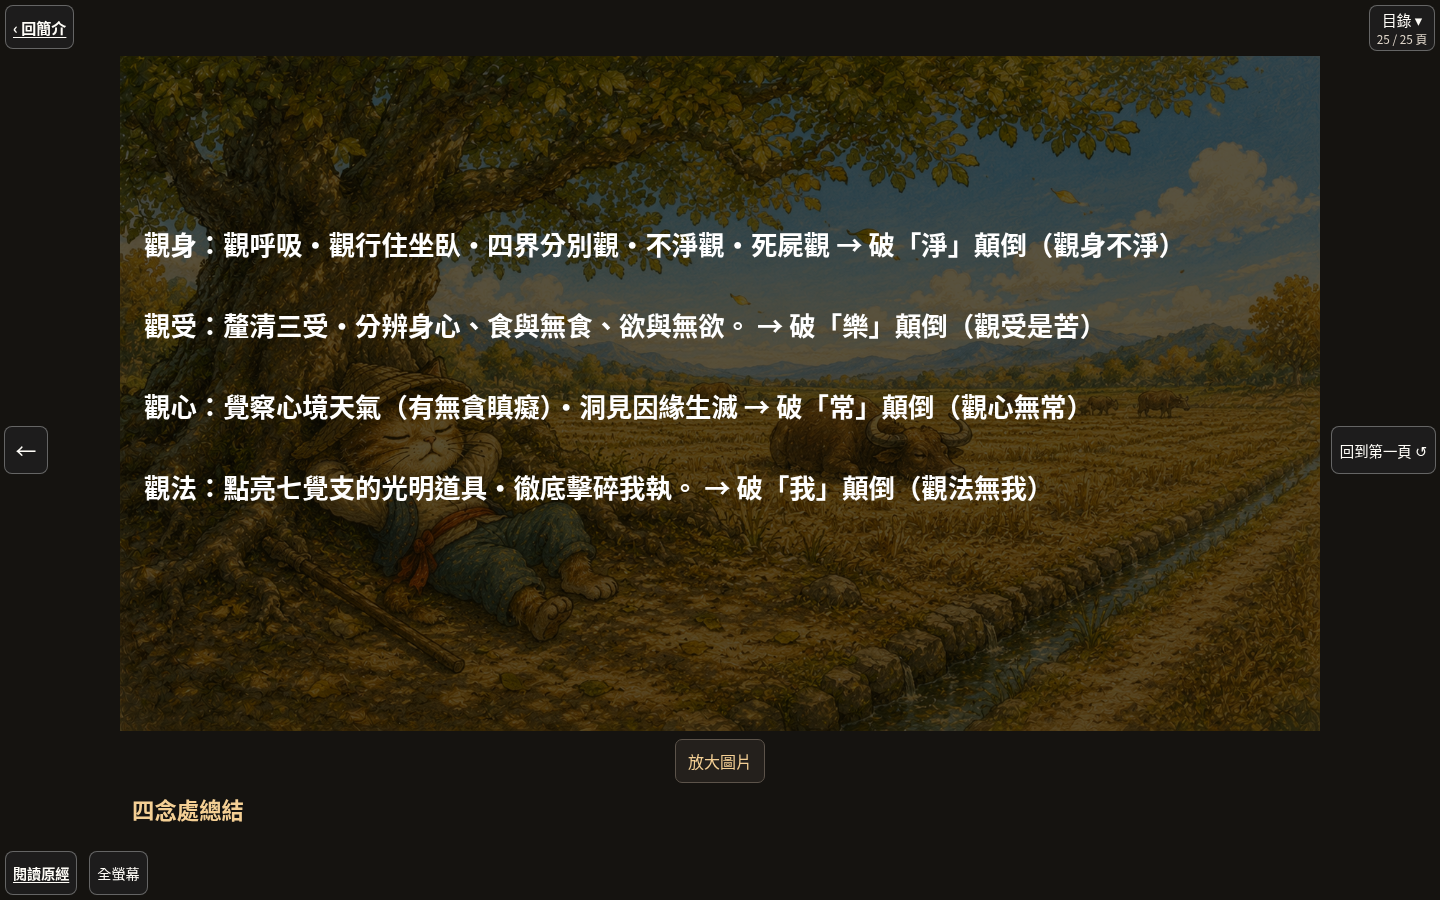 ‹ 回簡介
目錄 ▾
25 / 25 頁
觀身：觀呼吸・觀行住坐臥・四界分別觀・不淨觀・死屍觀 → 破「淨」顛倒（觀身不淨）
觀受：釐清三受・分辨身心、食與無食、欲與無欲。 → 破「樂」顛倒（觀受是苦）
觀心：覺察心境天氣（有無貪瞋癡）・洞見因緣生滅 → 破「常」顛倒（觀心無常）
觀法：點亮七覺支的光明道具・徹底擊碎我執。 → 破「我」顛倒（觀法無我）
←
回到第一頁 ↺
放大圖片
四念處總結
閱讀原經
全螢幕